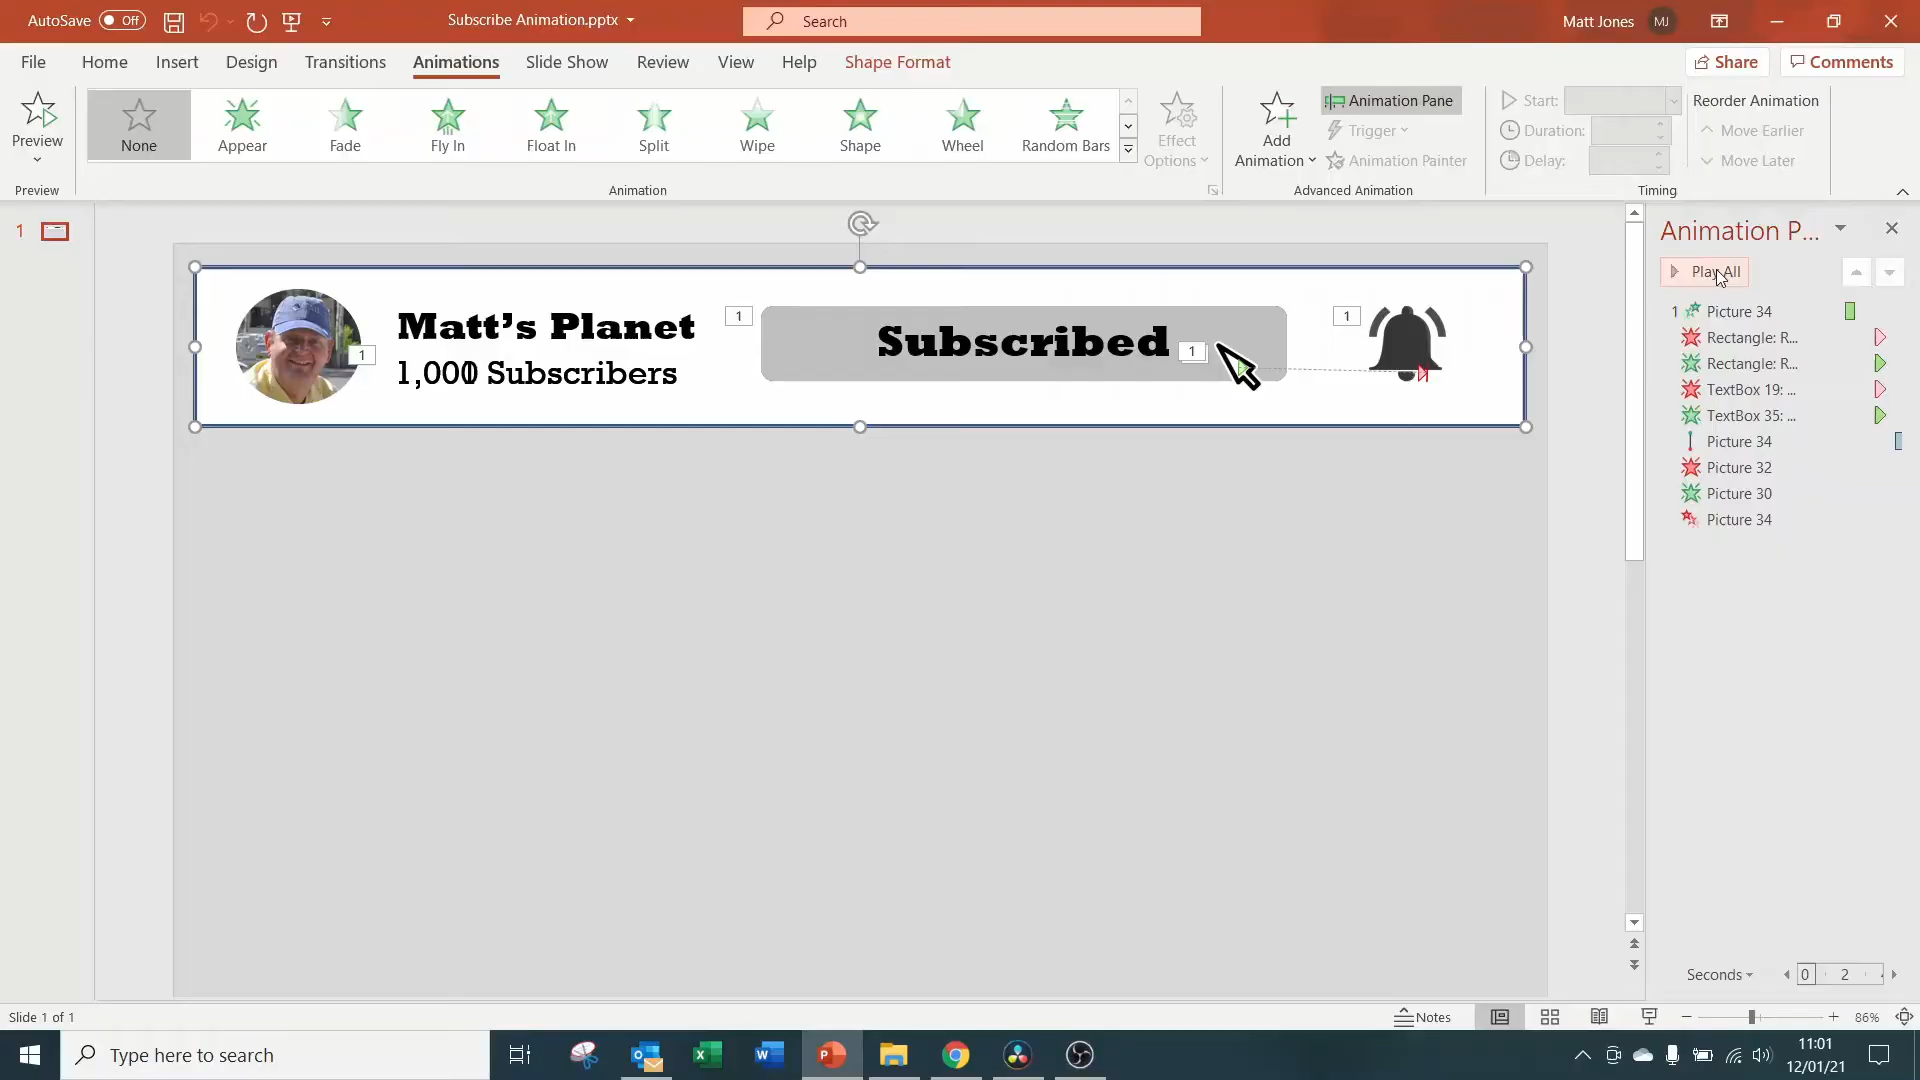 AutoSave Off
Subscribe Animation.pptx
Search
Matt Jones MJ
File Home Insert Design Transitions Animations Slide Show Review View Help Shape Format
Share Comments
Preview
None Appear Fade Fly In Float In Split Wipe Shape Wheel Random Bars
Effect Options
Add Animation
Animation Pane
Trigger
Animation Painter
Start:
Duration:
Delay:
Reorder Animation
Move Earlier
Move Later
Preview Animation Advanced Animation Timing
1
Matt's Planet
1,000 Subscribers
Subscribed
1
1
1
1
Animation P...
Play All
1 Picture 34
Rectangle: R...
Rectangle: R...
TextBox 19: ...
TextBox 35: ...
Picture 34
Picture 32
Picture 30
Picture 34
Seconds 0 2
Slide 1 of 1
Notes
86%
Type here to search
11:01
12/01/21